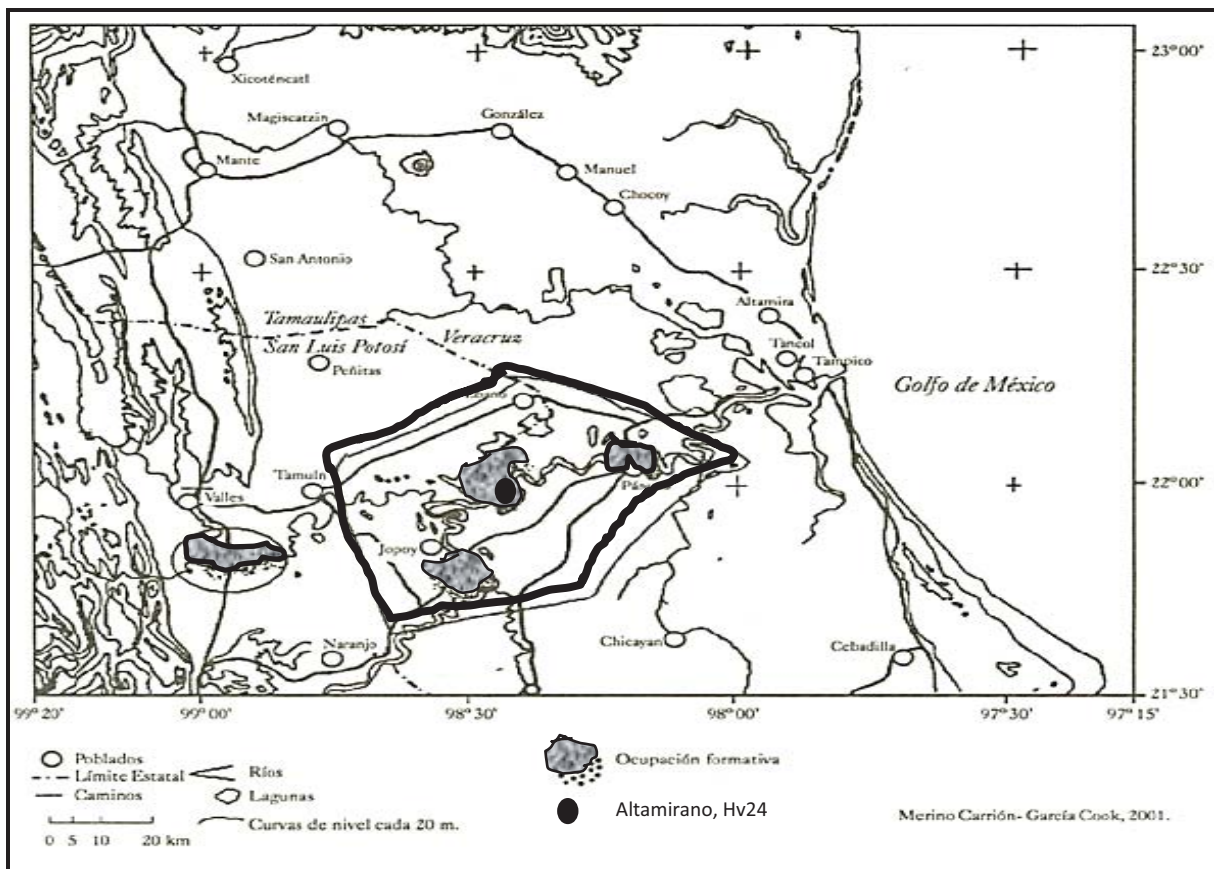 23°00'
Xicoténcatl
Magiscatzin
González
40
Mante
Manuel
Chocoy
San Antonio
22°30'
Altamira
Tamaulipas
Veracruz
San Luis Potosí
Tancol
Peñitas
Tampico
Golfo de México
Tamuín
Valles
22°00'
Jopoy
Naranjo
Chicayan
Cebadilla
21°30'
99°20 99°00' 98°30' 98°00' 97°30' 97°15'
Poblados
Límite Estatal
Caminos
0 5 10 20 km
Ríos
Lagunas
Curvas de nivel cada 20 m.
Ocupación formativa
Altamirano, Hv24
Merino Carrión- García Cook, 2001.